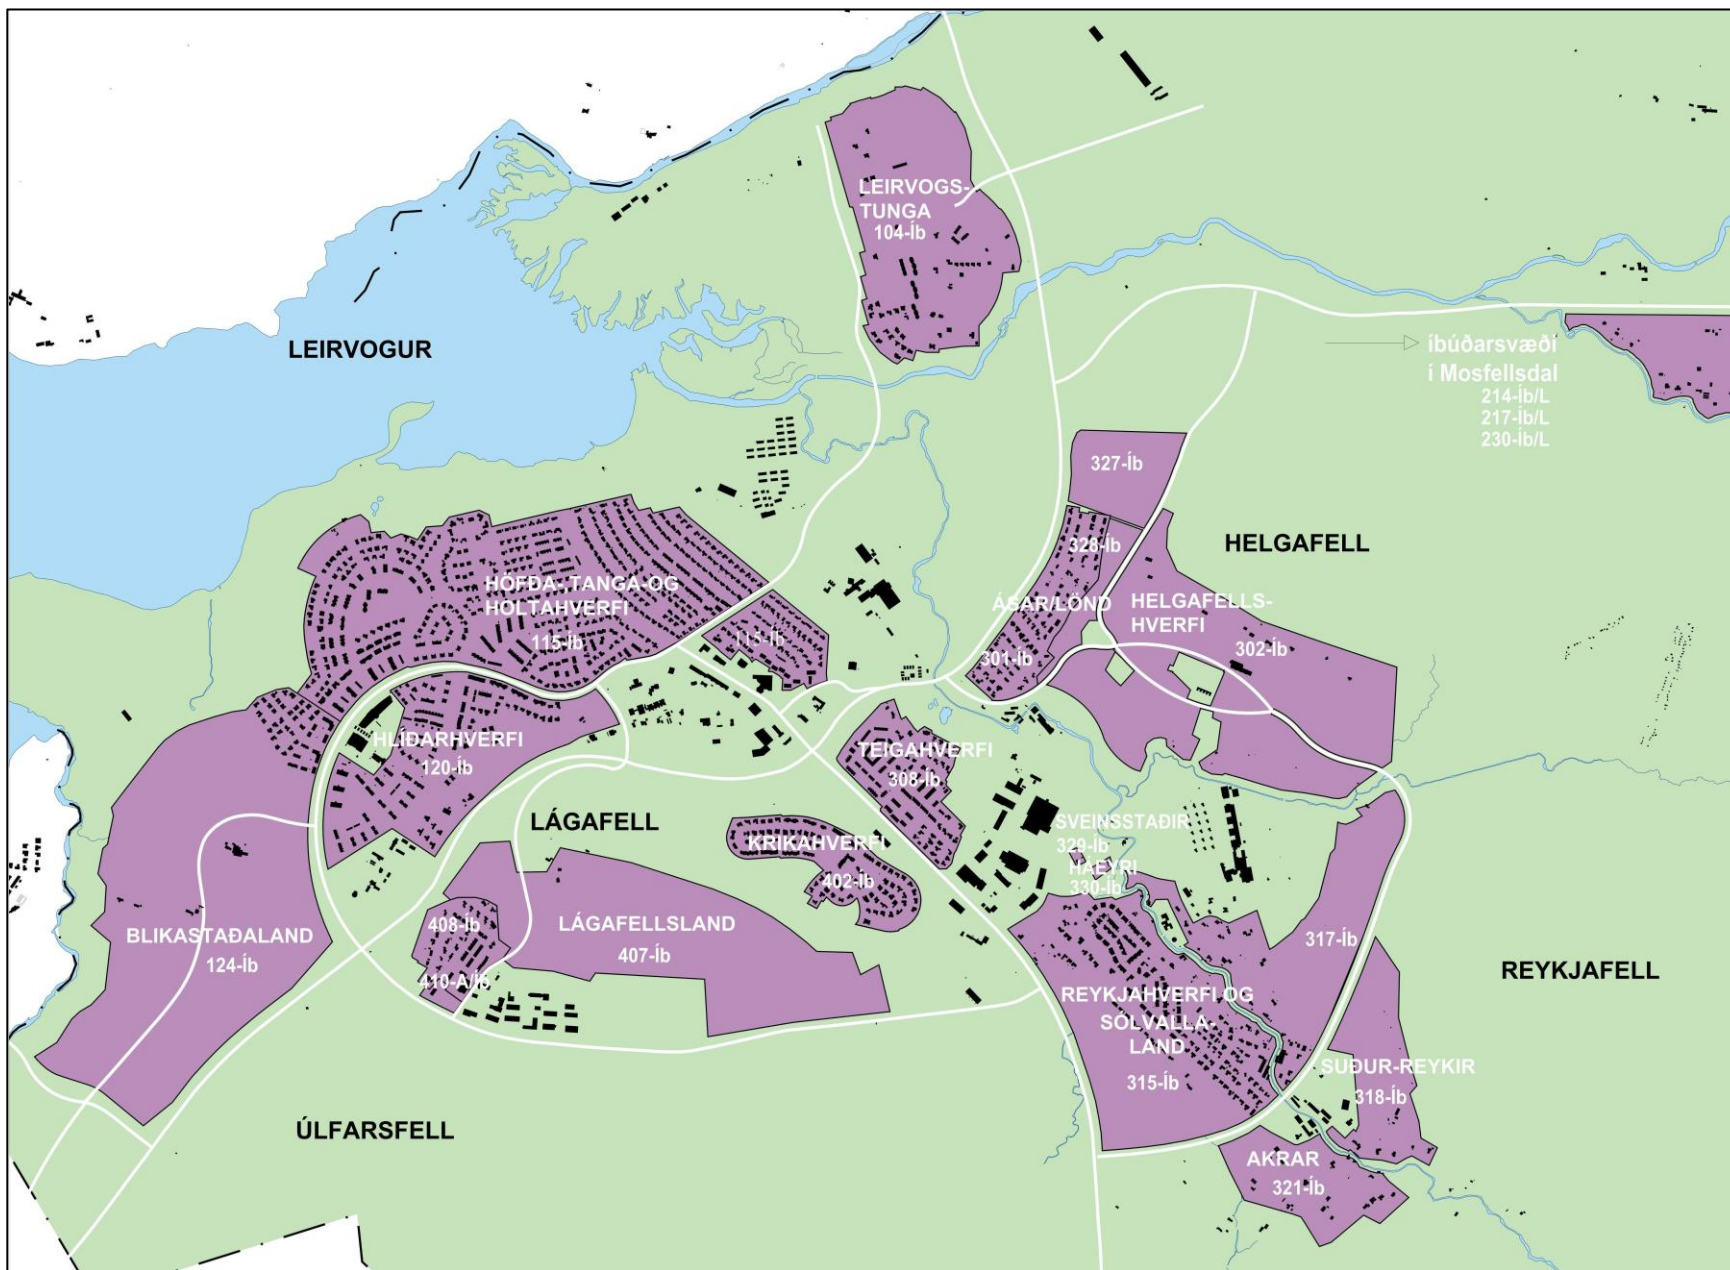 LEIRVOGS-
TUNGA
104-Íb
LEIRVOGUR
íbúðarsvæði
í Mosfellsdal
214-Íb/L
217-Íb/L
230-Íb/L
327-Íb
328-Íb
HELGAFELL
HÖFÐA- TANGA-OG
HOLTAHVERFI
115-Íb
115-Íb
ÁSAR/LÖND
301-Íb
HELGAFELLS-
HVERFI
302-Íb
HLÍÐARHVERFI
120-Íb
TEIGAHVERFI
308-Íb
LÁGAFELL
SVEINSSTAÐIR
329-Íb
HÁEYRI
330-Íb
KRIKAHVERFI
402-Íb
BLIKASTAÐALAND
124-Íb
408-Íb
410-A/Íb
LÁGAFELLSLAND
407-Íb
317-Íb
REYKJAFELL
REYKJAHVERFI OG
SÓLVALLA-
LAND
315-Íb
SUÐUR-REYKIR
318-Íb
ÚLFARSFELL
AKRAR
321-Íb